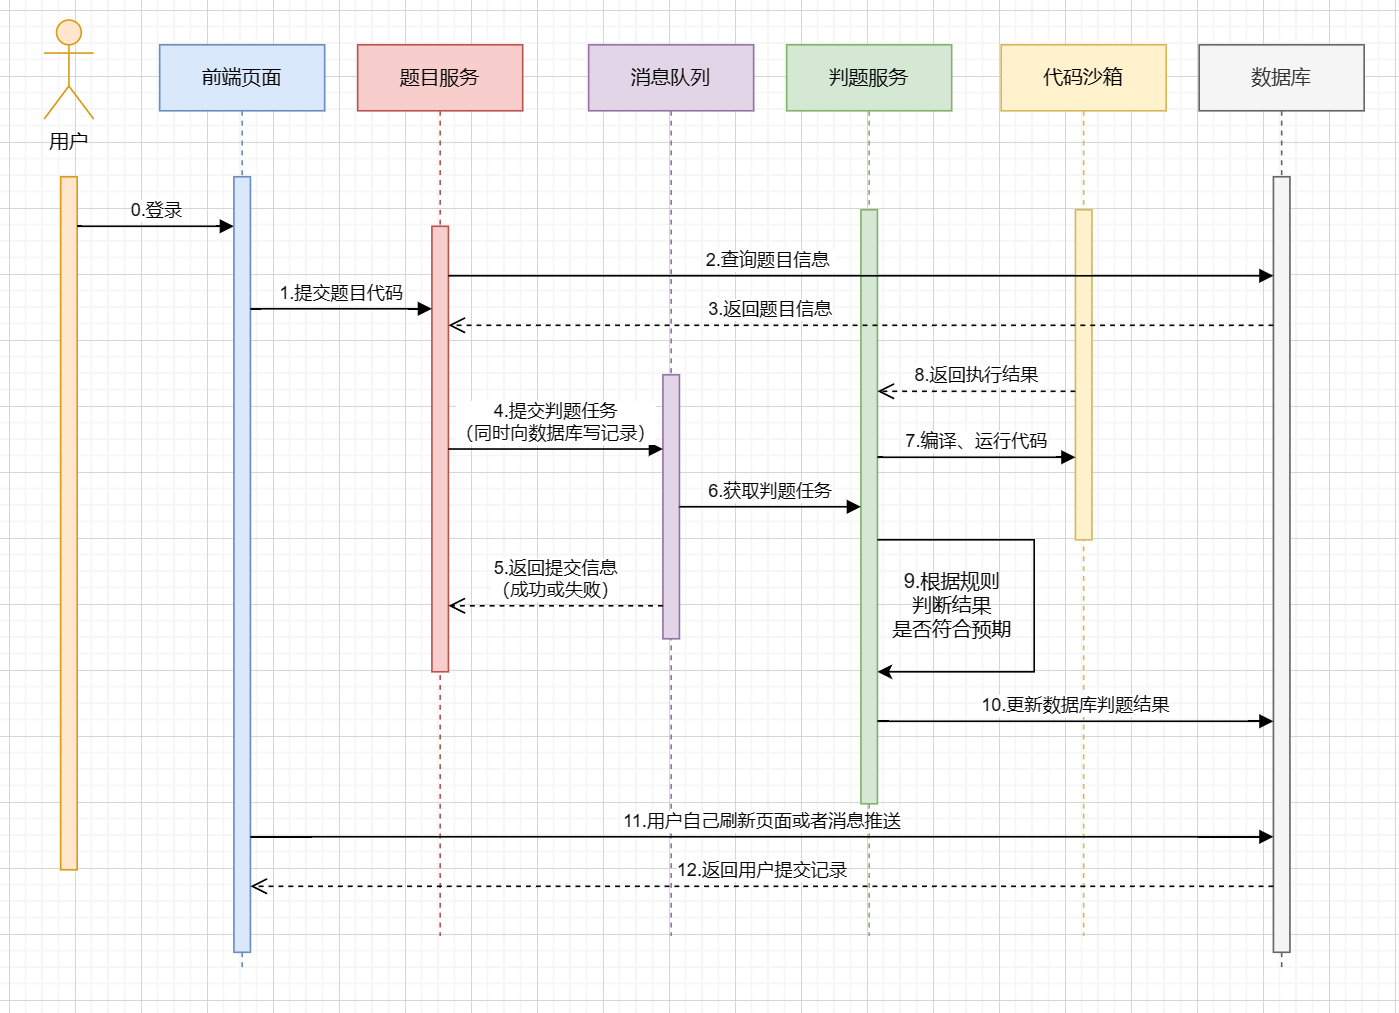 用户
前端页面
题目服务
消息队列
判题服务
代码沙箱
数据库
0.登录
2.查询题目信息
1.提交题目代码
3.返回题目信息
8.返回执行结果
4.提交判题任务
（同时向数据库写记录）
7.编译、运行代码
6.获取判题任务
5.返回提交信息
（成功或失败）
9.根据规则
判断结果
是否符合预期
10.更新数据库判题结果
11.用户自己刷新页面或者消息推送
12.返回用户提交记录